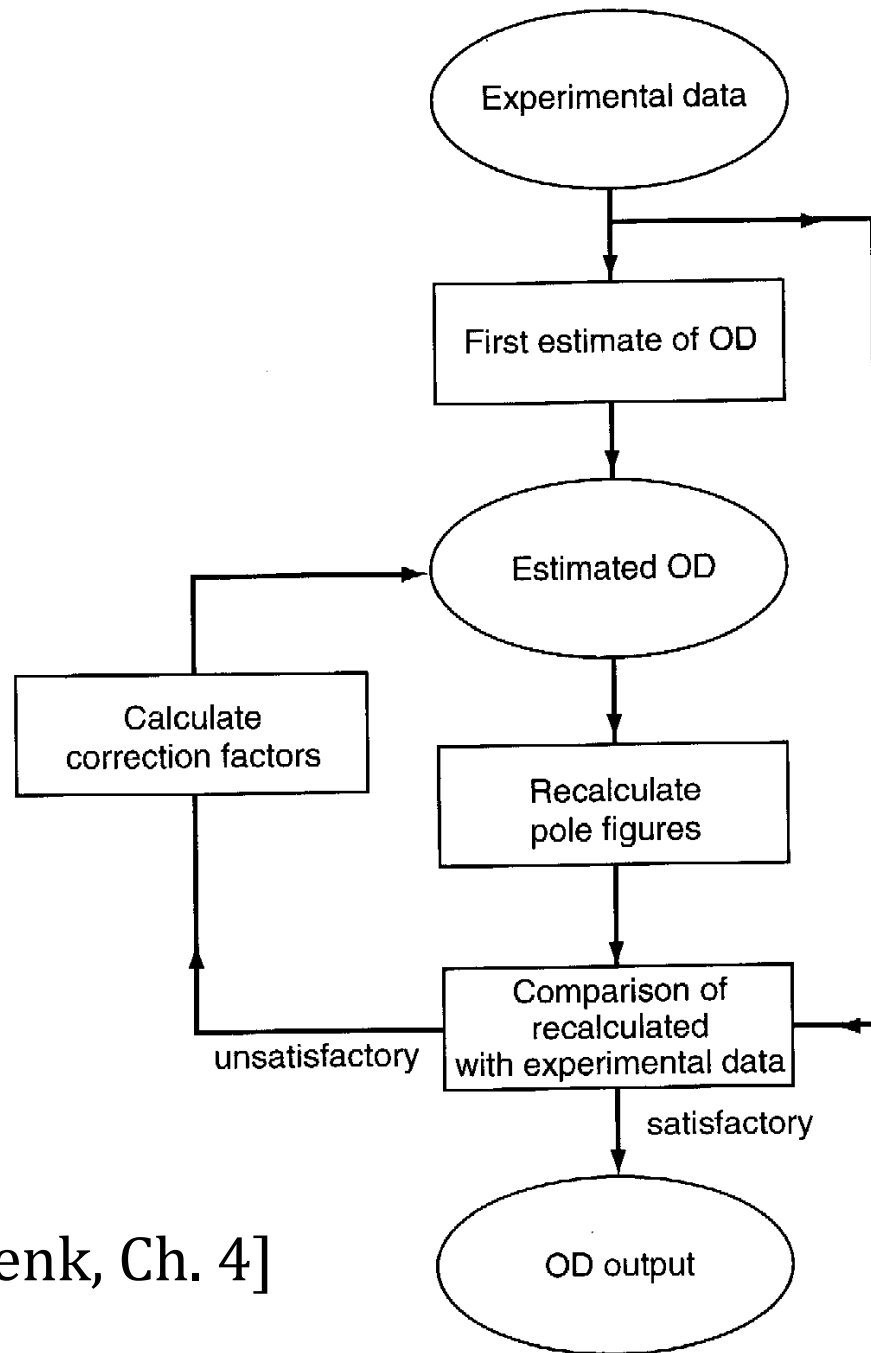 Experimental data
First estimate of OD
Estimated OD
Calculate
correction factors
Recalculate
pole figures
Comparison of
recalculated
with experimental data
unsatisfactory
satisfactory
OD output
enk, Ch. 4]